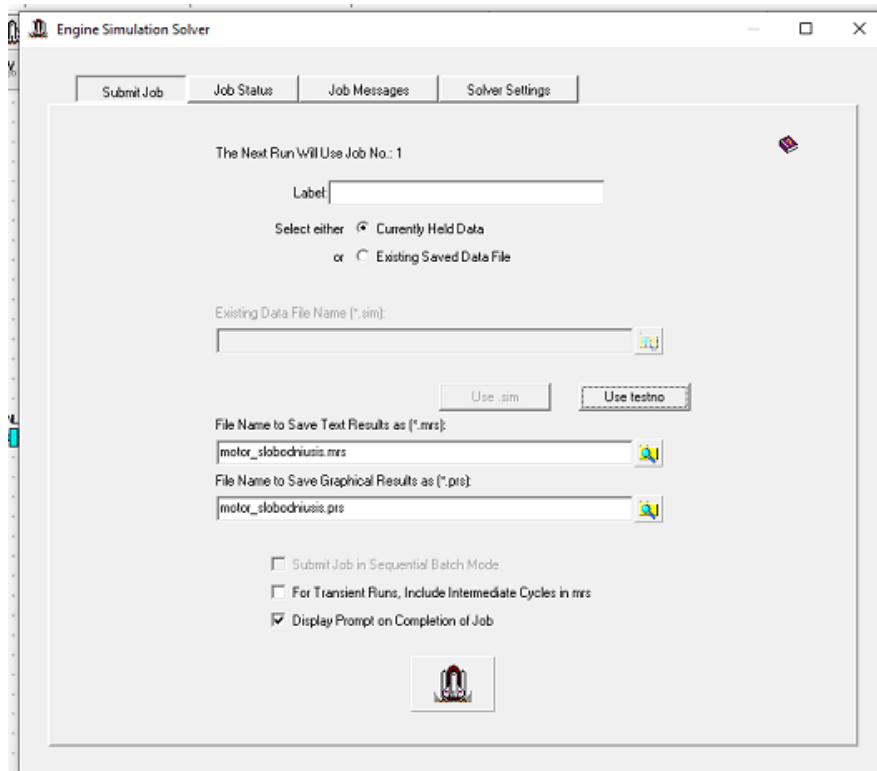 Engine Simulation Solver
Submit Job
Job Status
Job Messages
Solver Settings
The Next Run Will Use Job No.: 1
Label:
Select either
Currently Held Data
or
Existing Saved Data File
Existing Data File Name (*.sim):
Use .sim
Use testno
File Name to Save Text Results as (*.mrs):
motor_slobodniusis.mrs
File Name to Save Graphical Results as (*.prs):
motor_slobodniusis.prs
Submit Job in Sequential Batch Mode
For Transient Runs, Include Intermediate Cycles in mrs
Display Prompt on Completion of Job